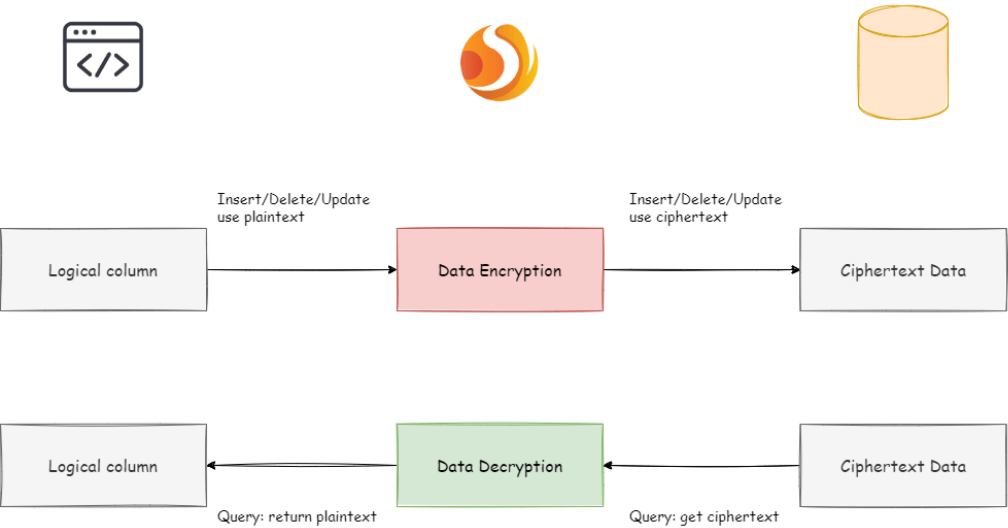 </>
Insert/Delete/Update
use plaintext
Insert/Delete/Update
use ciphertext
Logical column
Data Encryption
Ciphertext Data
Logical column
Data Decryption
Ciphertext Data
Query: return plaintext
Query: get ciphertext